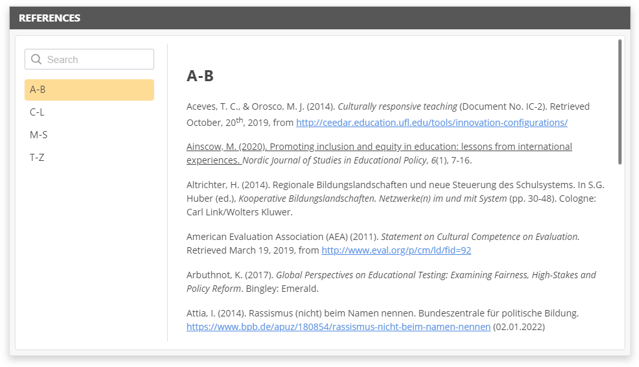 REFERENCES
Search
A-B
C-L
M-S
T-Z
A-B
Aceves, T. C., & Orosco, M. J. (2014). Culturally responsive teaching (Document No. IC-2). Retrieved
October, 20th, 2019, from http://ceedar.education.ufl.edu/tools/innovation-configurations/
Ainscow, M. (2020). Promoting inclusion and equity in education: lessons from international
experiences. Nordic Journal of Studies in Educational Policy, 6(1), 7-16.
Altrichter, H. (2014). Regionale Bildungslandschaften und neue Steuerung des Schulsystems. In S.G.
Huber (ed.), Kooperative Bildungslandschaften. Netzwerke(n) im und mit System (pp. 30-48). Cologne:
Carl Link/Wolters Kluwer.
American Evaluation Association (AEA) (2011). Statement on Cultural Competence on Evaluation.
Retrieved March 19, 2019, from http://www.eval.org/p/cm/ld/fid=92
Arbuthnot, K. (2017). Global Perspectives on Educational Testing: Examining Fairness, High-Stakes and
Policy Reform. Bingley: Emerald.
Attia, I. (2014). Rassismus (nicht) beim Namen nennen. Bundeszentrale für politische Bildung.
https://www.bpb.de/apuz/180854/rassismus-nicht-beim-namen-nennen (02.01.2022)